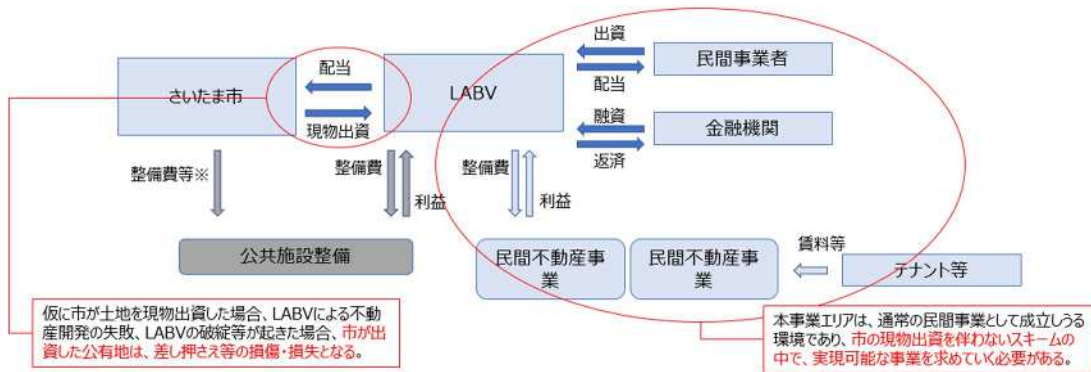 出資
民間事業者
配当
さいたま市
配当
LABV
現物出資
融資
金融機関
返済
整備費等※
整備費
利益
整備費
利益
公共施設整備
民間不動産事
業
民間不動産事
業
賃料等
テナント等
仮に市が土地を現物出資した場合、LABVによる不動
産開発の失敗、LABVの破綻等が起きた場合、市が出
資した公有地は、差し押さえ等の損傷・損失となる。
本事業エリアは、通常の民間事業として成立しうる
環境であり、市の現物出資を伴わないスキームの
中で、実現可能な事業を求めていく必要がある。